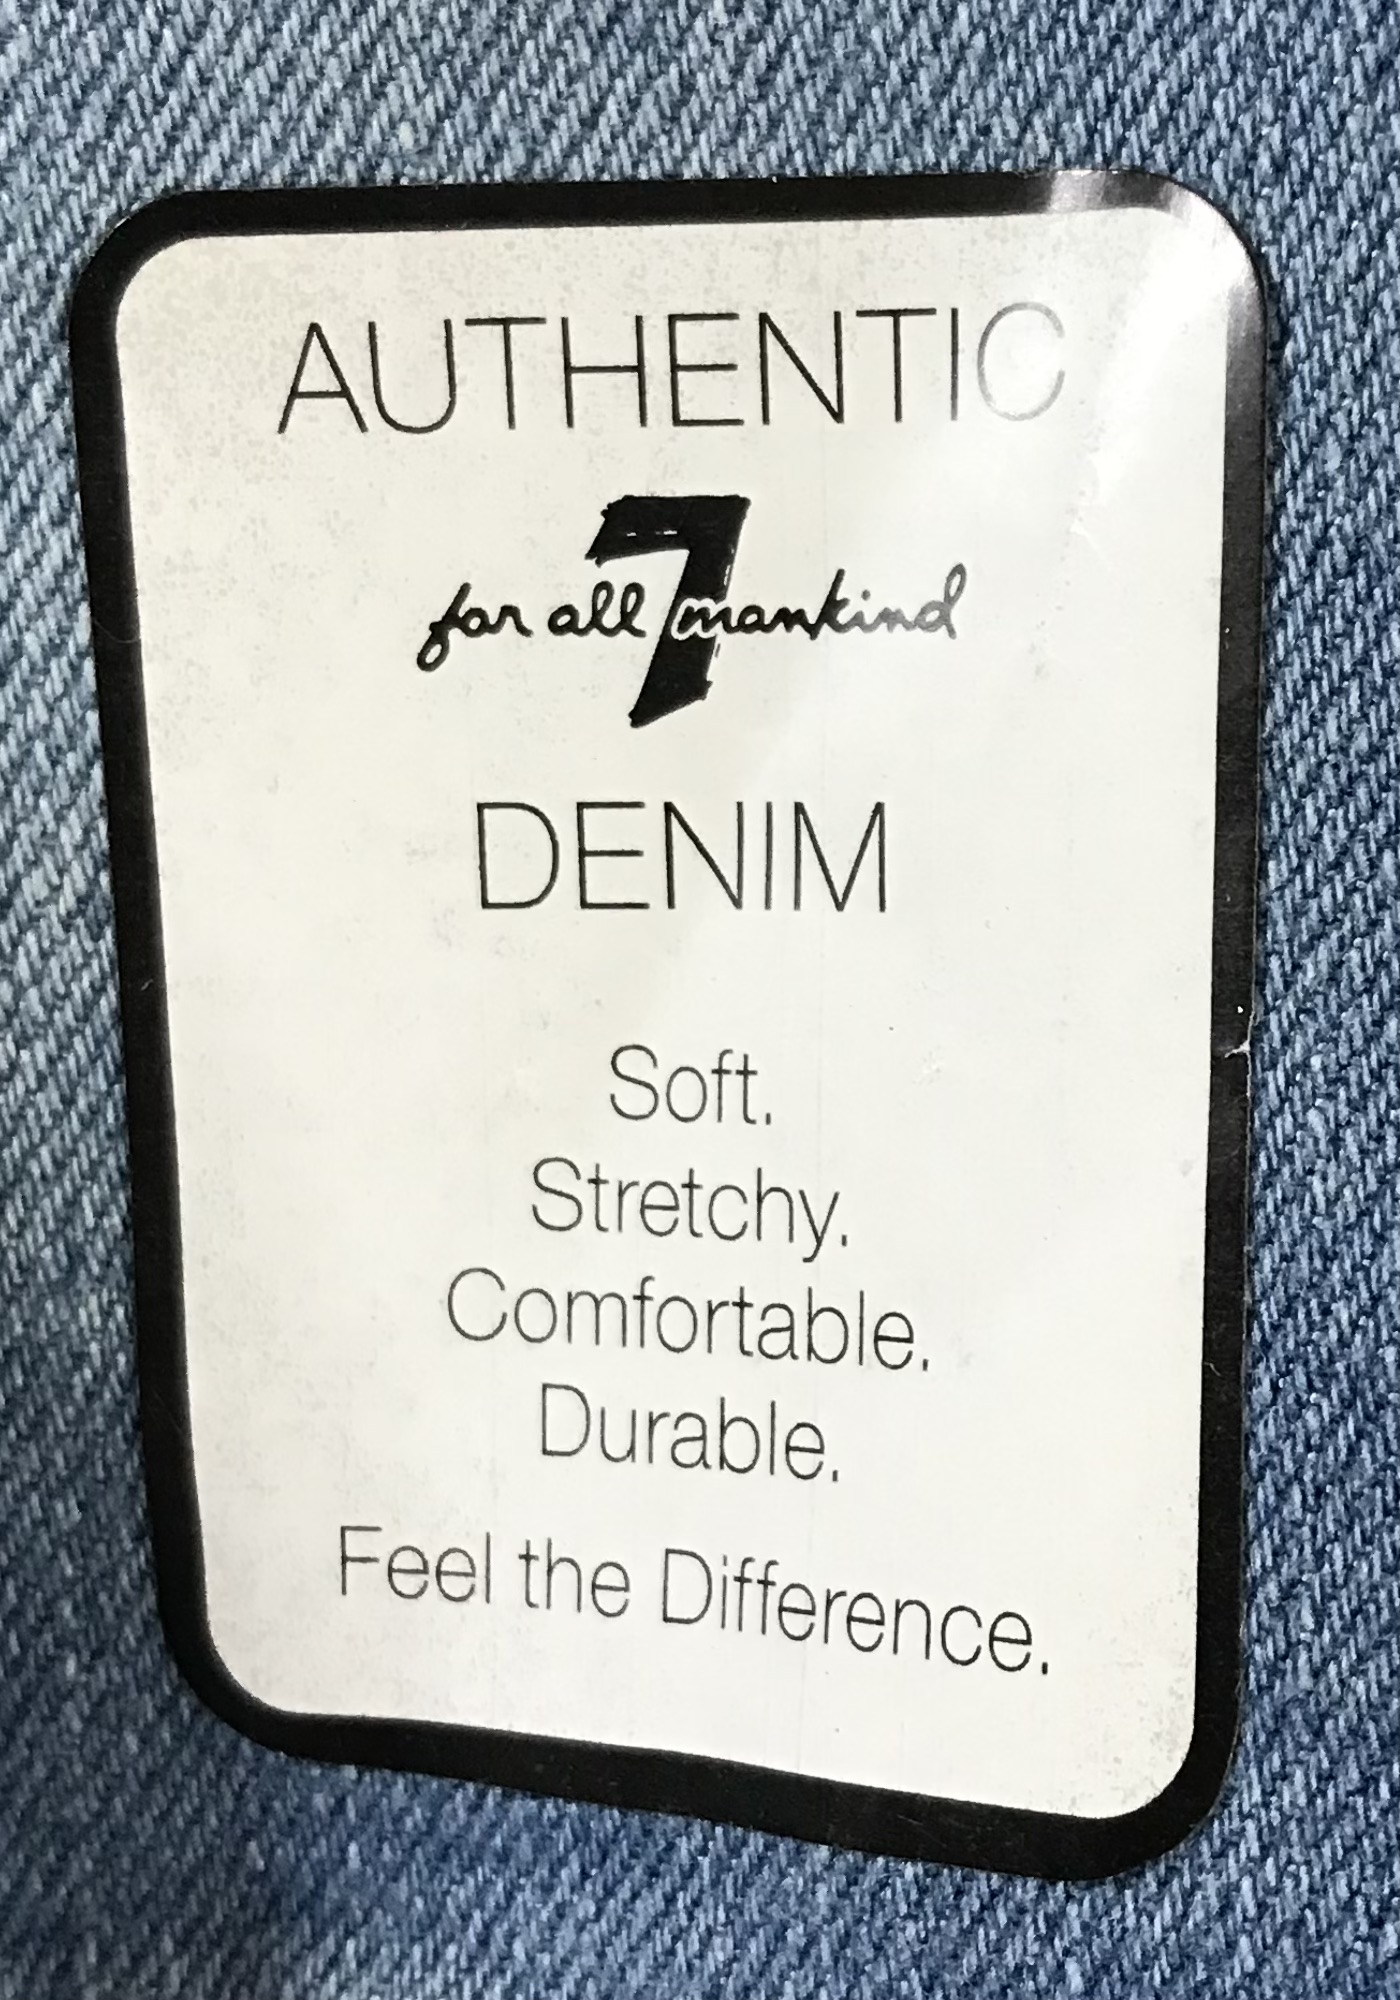 AUTHENTIC
7
for all mankind
DENIM
Soft.
Stretchy.
Comfortable.
Durable.
Feel the Difference.